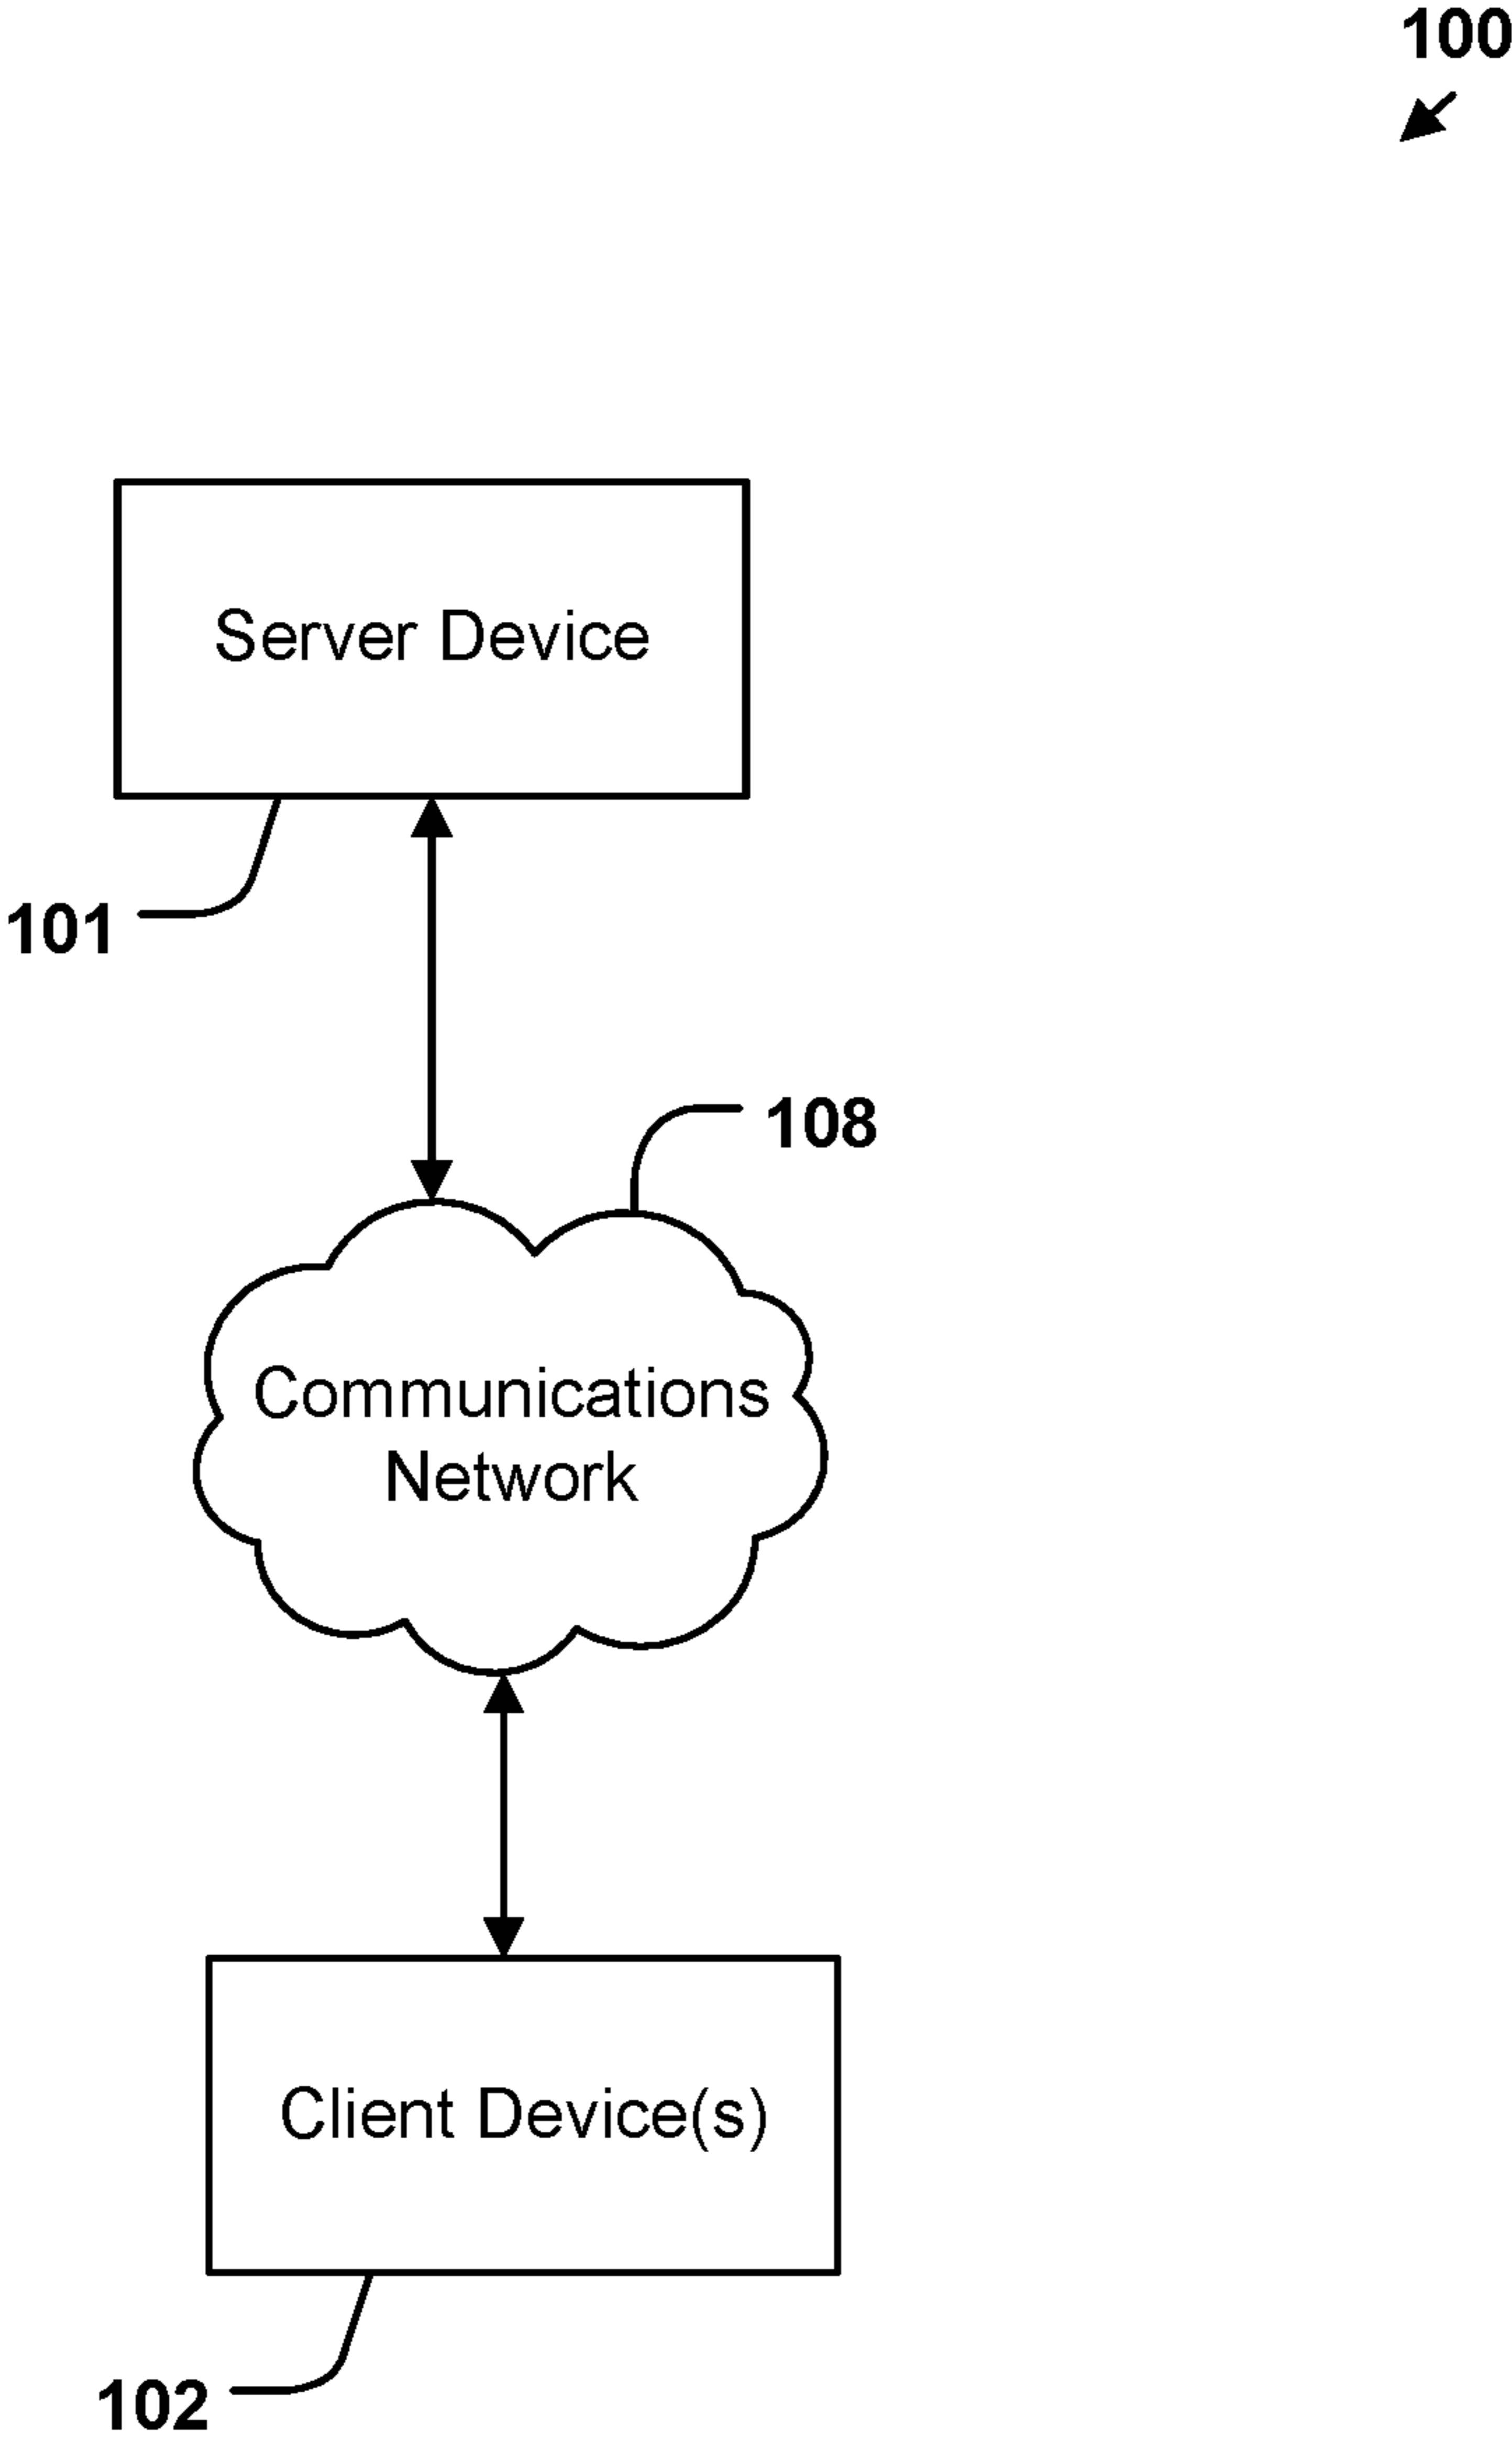 100
Server Device
101
108
Communications
Network
Client Device(s)
102